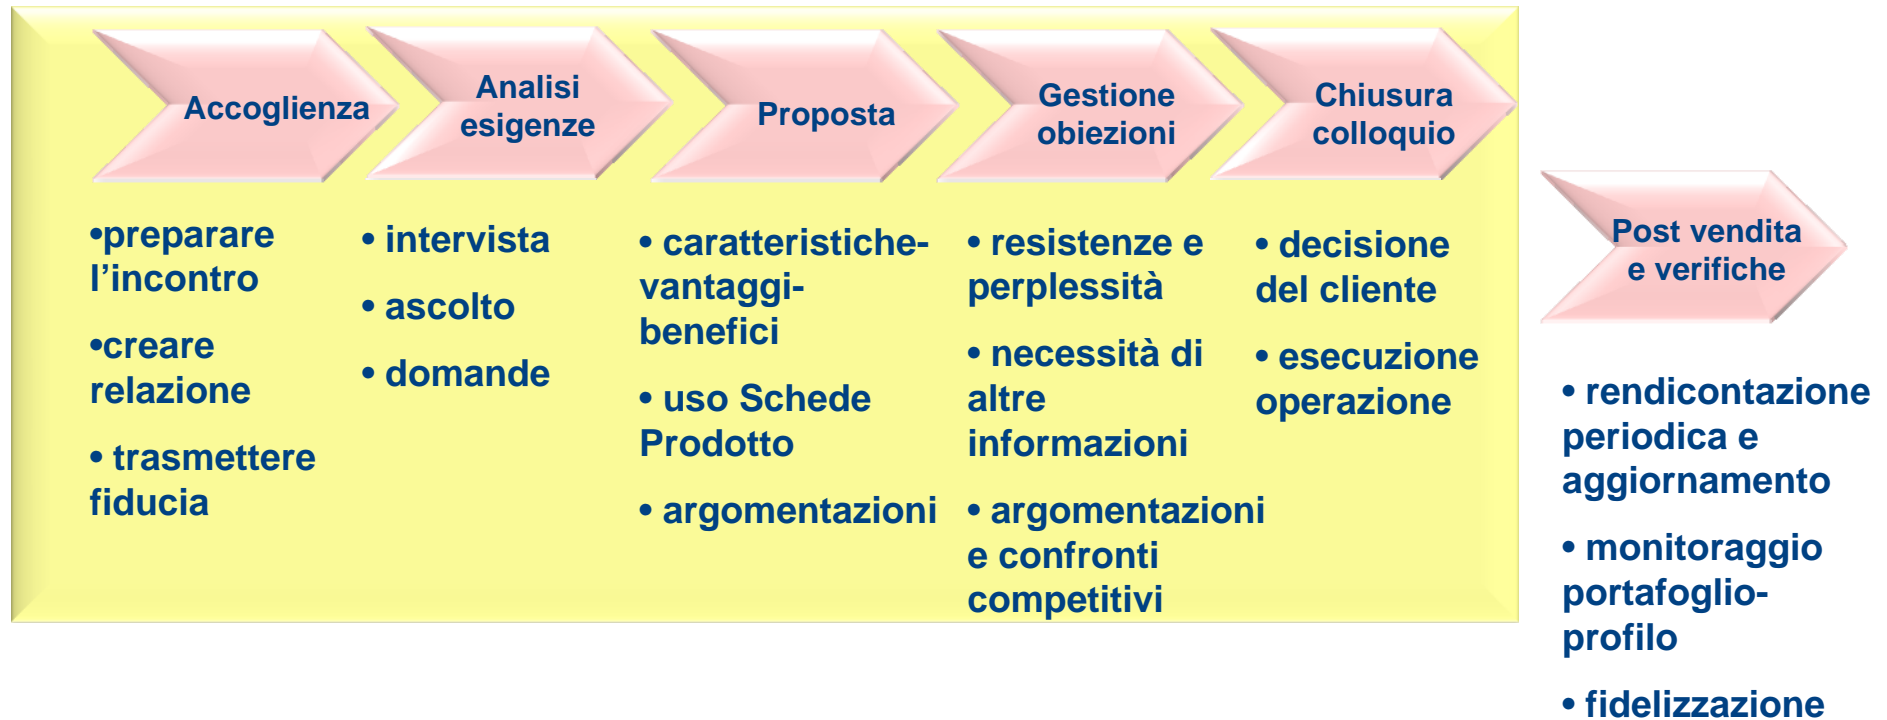 Accoglienza
Analisi
esigenze
Proposta
Gestione
obiezioni
Chiusura
colloquio
•preparare
l’incontro
•creare
relazione
• trasmettere
fiducia
• intervista
• ascolto
• domande
• caratteristiche-
vantaggi-
benefici
• uso Schede
Prodotto
• argomentazioni
• resistenze e
perplessità
• necessità di
altre
informazioni
• argomentazioni
e confronti
competitivi
• decisione
del cliente
• esecuzione
operazione
Post vendita
e verifiche
• rendicontazione
periodica e
aggiornamento
• monitoraggio
portafoglio-
profilo
• fidelizzazione